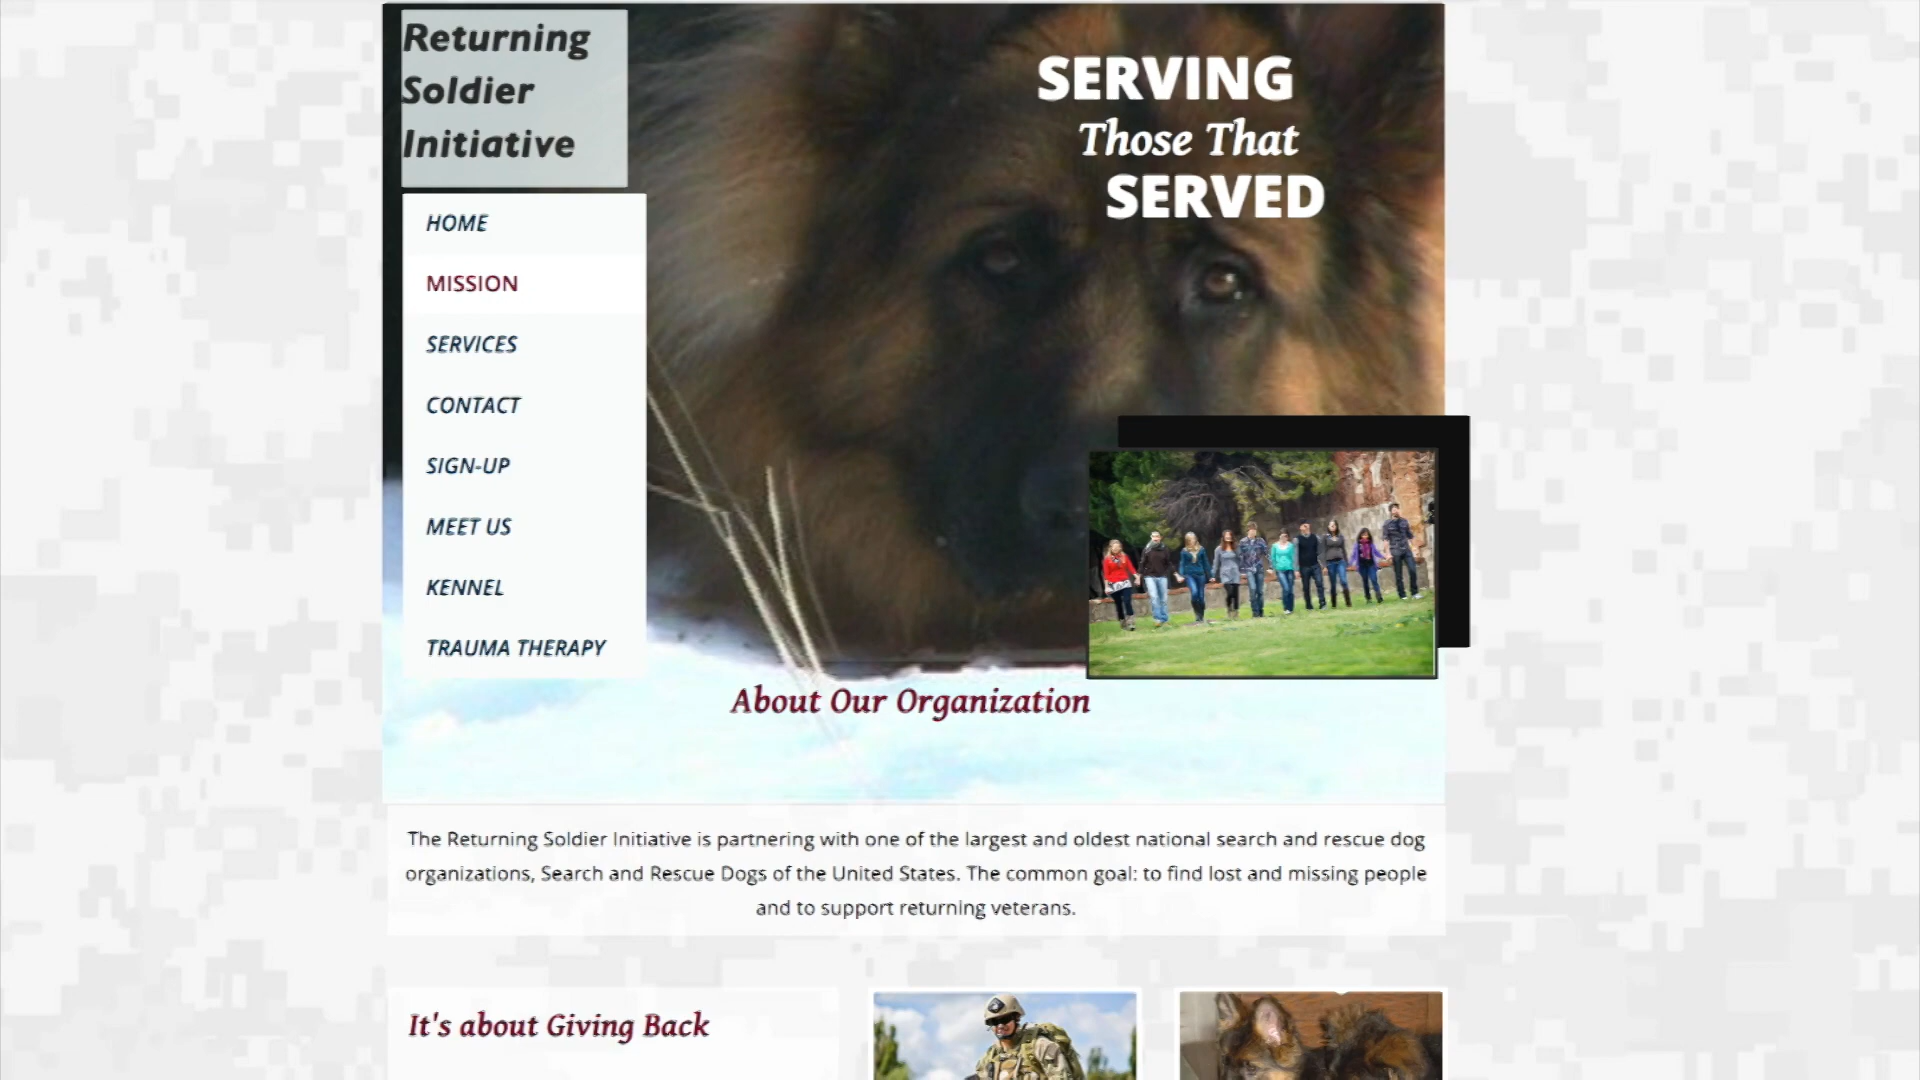 Returning
Soldier
Initiative
HOME
MISSION
SERVICES
CONTACT
SIGN-UP
MEET US
KENNEL
TRAUMA THERAPY
SERVING
Those That
SERVED
About Our Organization
The Returning Soldier Initiative is partnering with one of the largest and oldest national search and rescue dog
organizations, Search and Rescue Dogs of the United States. The common goal: to find lost and missing people
and to support returning veterans.
It's about Giving Back